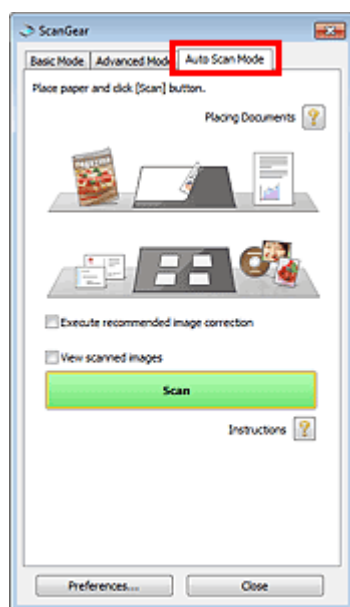 ScanGear
Basic Mode Advanced Mode Auto Scan Mode
Place paper and click [Scan] button.
Placing Documents
Execute recommended image correction
View scanned images
Scan
Instructions
Preferences... Close